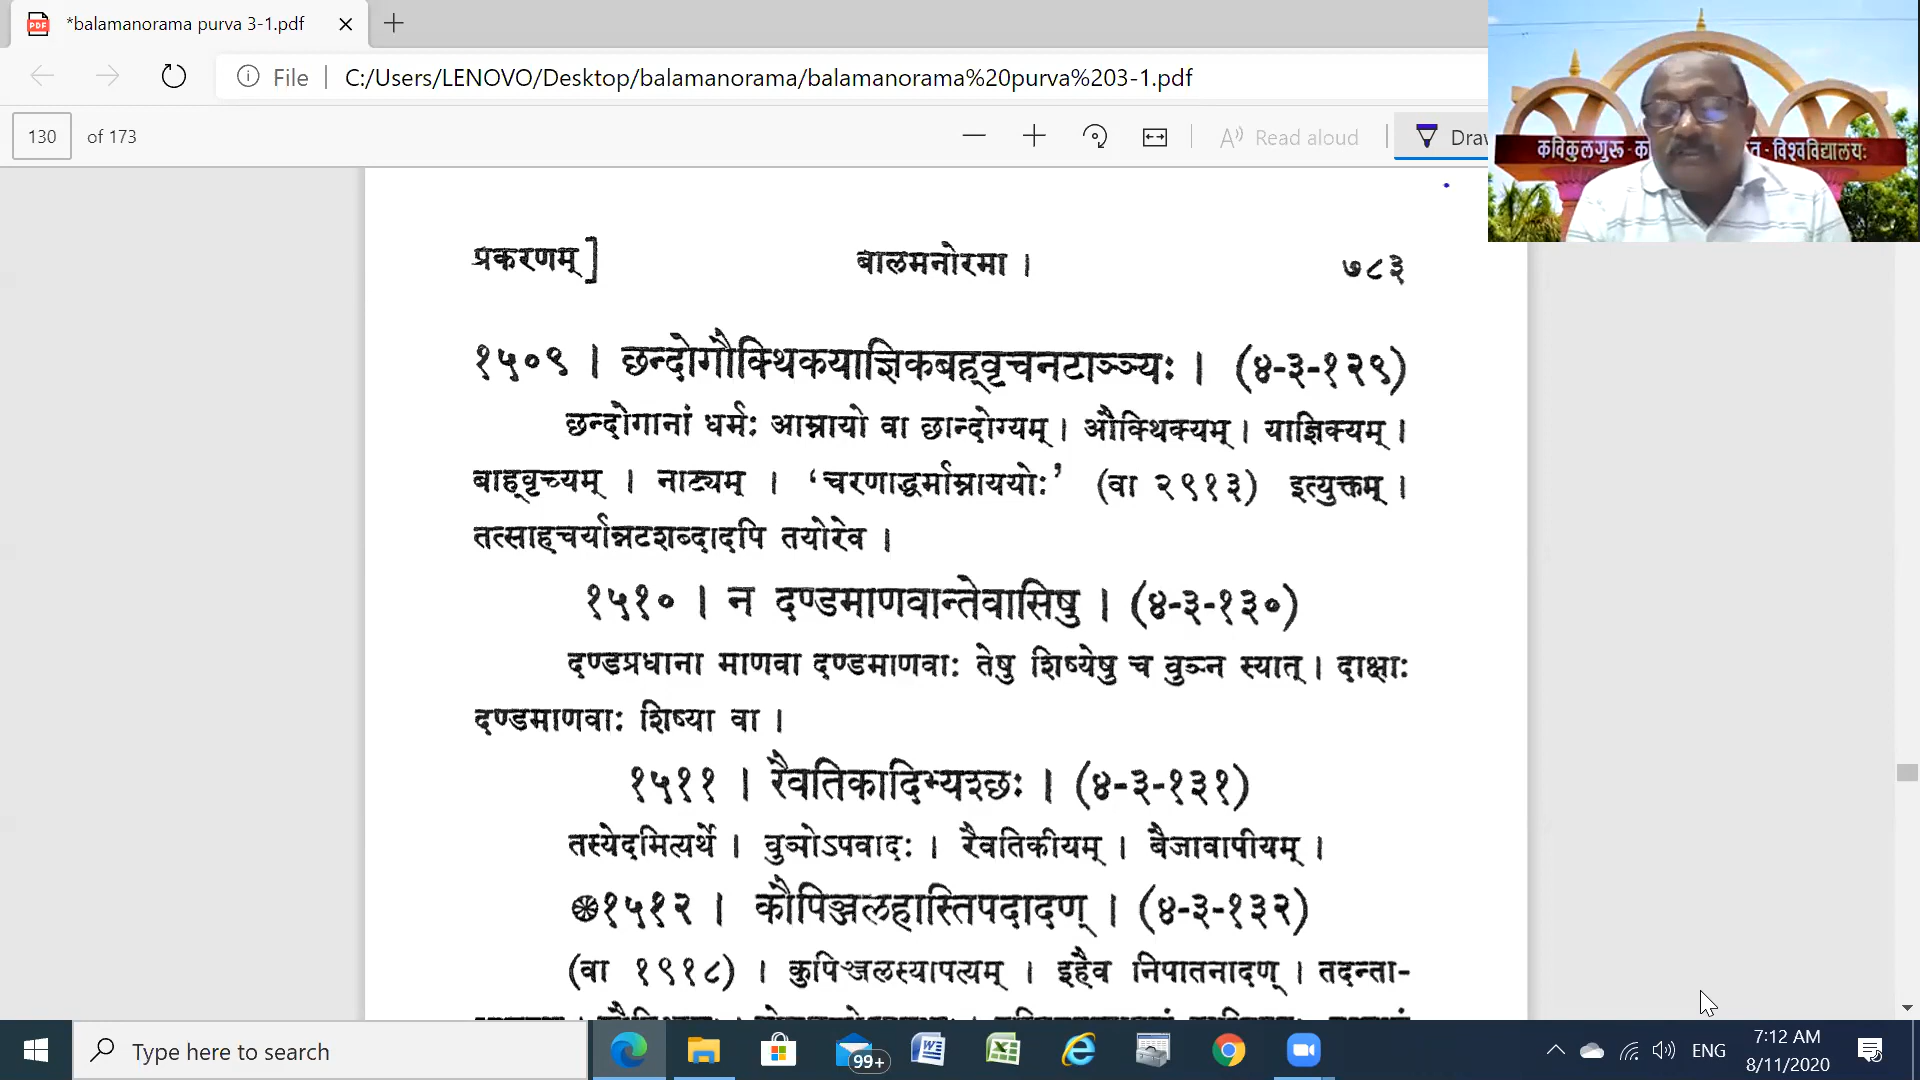 *balamanorama purva 3-1.pdf
File | C:/Users/LENOVO/Desktop/balamanorama/balamanorama%20purva%203-1.pdf
130 of 173
Read aloud
Draw
कविकुलगुरू - क
त - विश्वविद्यालयः
प्रकरणम्] बालमनोरमा । ७८३
१५०९ । छन्दोगौक्थिकयाज्ञिकबह्वृचनटाञ्ञ्यः । (४-३-१२९)
छन्दोगानां धर्मः आम्नायो वा छान्दोग्यम् । औक्थिक्यम् । याज्ञिक्यम् ।
बाह्वृच्यम् । नाट्यम् । ‘चरणाद्धर्माम्नाययोः’ (वा २९१३) इत्युक्तम् ।
तत्साहचर्यान्नटशब्दादपि तयोरेव ।
१५१० । न दण्डमाणवान्तेवासिषु । (४-३-१३०)
दण्डप्रधाना माणवा दण्डमाणवाः तेषु शिष्येषु च वुञ्न स्यात् । दाक्षाः
दण्डमाणवाः शिष्या वा ।
१५११ । रैवतिकादिभ्यश्छः । (४-३-१३१)
तस्येदमित्यर्थे । वुञोऽपवादः । रैवतिकीयम् । बैजावापीयम् ।
१५१२ । कौपिञ्जलहास्तिपदादण् । (४-३-१३२)
(वा १९१८) । कुपिञ्जलस्यापत्यम् । इहैव निपातनादण् । तदन्ता-
Type here to search
99+
ENG
7:12 AM
8/11/2020